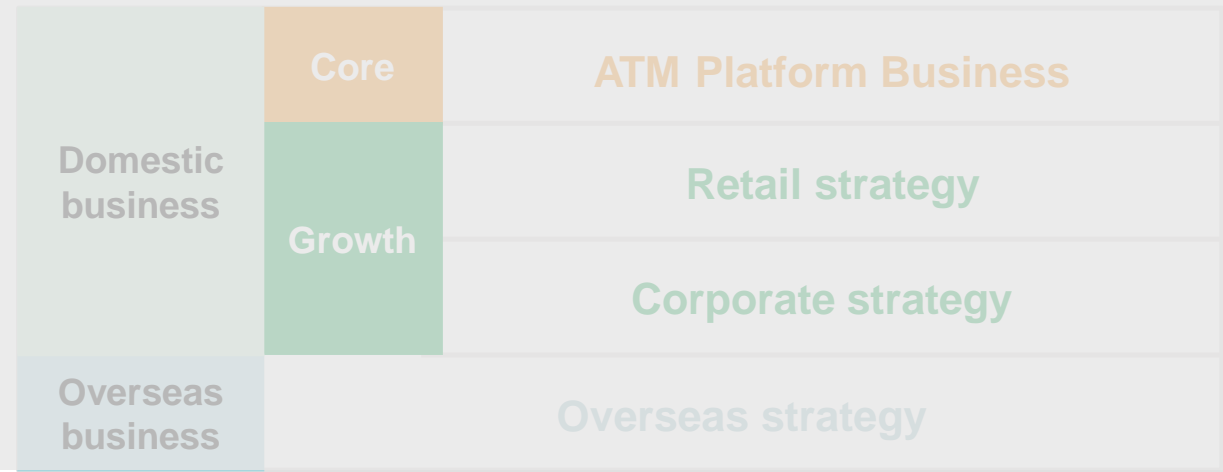 Core
ATM Platform Business
Domestic
business
Retail strategy
Growth
Corporate strategy
Overseas
business
Overseas strategy